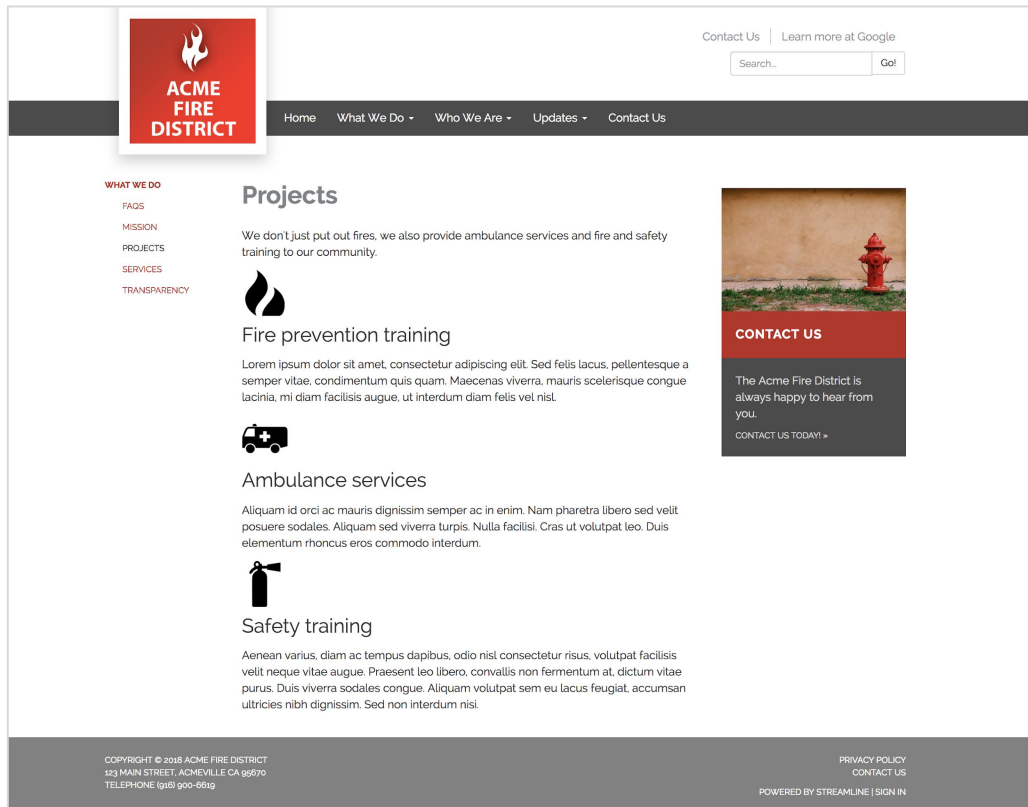 Contact Us
Learn more at Google
Search...
Go!
ACME
FIRE
DISTRICT
Home
What We Do
Who We Are
Updates
Contact Us
WHAT WE DO
FAQS
MISSION
PROJECTS
SERVICES
TRANSPARENCY
Projects
We don't just put out fires, we also provide ambulance services and fire and safety
training to our community.
Fire prevention training
Lorem ipsum dolor sit amet, consectetur adipiscing elit. Sed felis lacus, pellentesque a
semper vitae, condimentum quis quam. Maecenas viverra, mauris scelerisque congue
lacinia, mi diam facilisis augue, ut interdum diam felis vel nisl.
Ambulance services
Aliquam id orci ac mauris dignissim semper ac in enim. Nam pharetra libero sed velit
posuere sodales. Aliquam sed viverra turpis. Nulla facilisi. Cras ut volutpat leo. Duis
elementum rhoncus eros commodo interdum.
Safety training
Aenean varius, diam ac tempus dapibus, odio nisl consectetur risus, volutpat facilisis
velit neque vitae augue. Praesent leo libero, convallis non fermentum at, dictum vitae
purus. Duis viverra sodales congue. Aliquam volutpat sem eu lacus feugiat, accumsan
ultricies nibh dignissim. Sed non interdum nisi.
CONTACT US
The Acme Fire District is
always happy to hear from
you.
CONTACT US TODAY! »
COPYRIGHT © 2018 ACME FIRE DISTRICT
123 MAIN STREET, ACMEVILLE CA 95670
TELEPHONE (916) 900-6619
PRIVACY POLICY
CONTACT US
POWERED BY STREAMLINE | SIGN IN